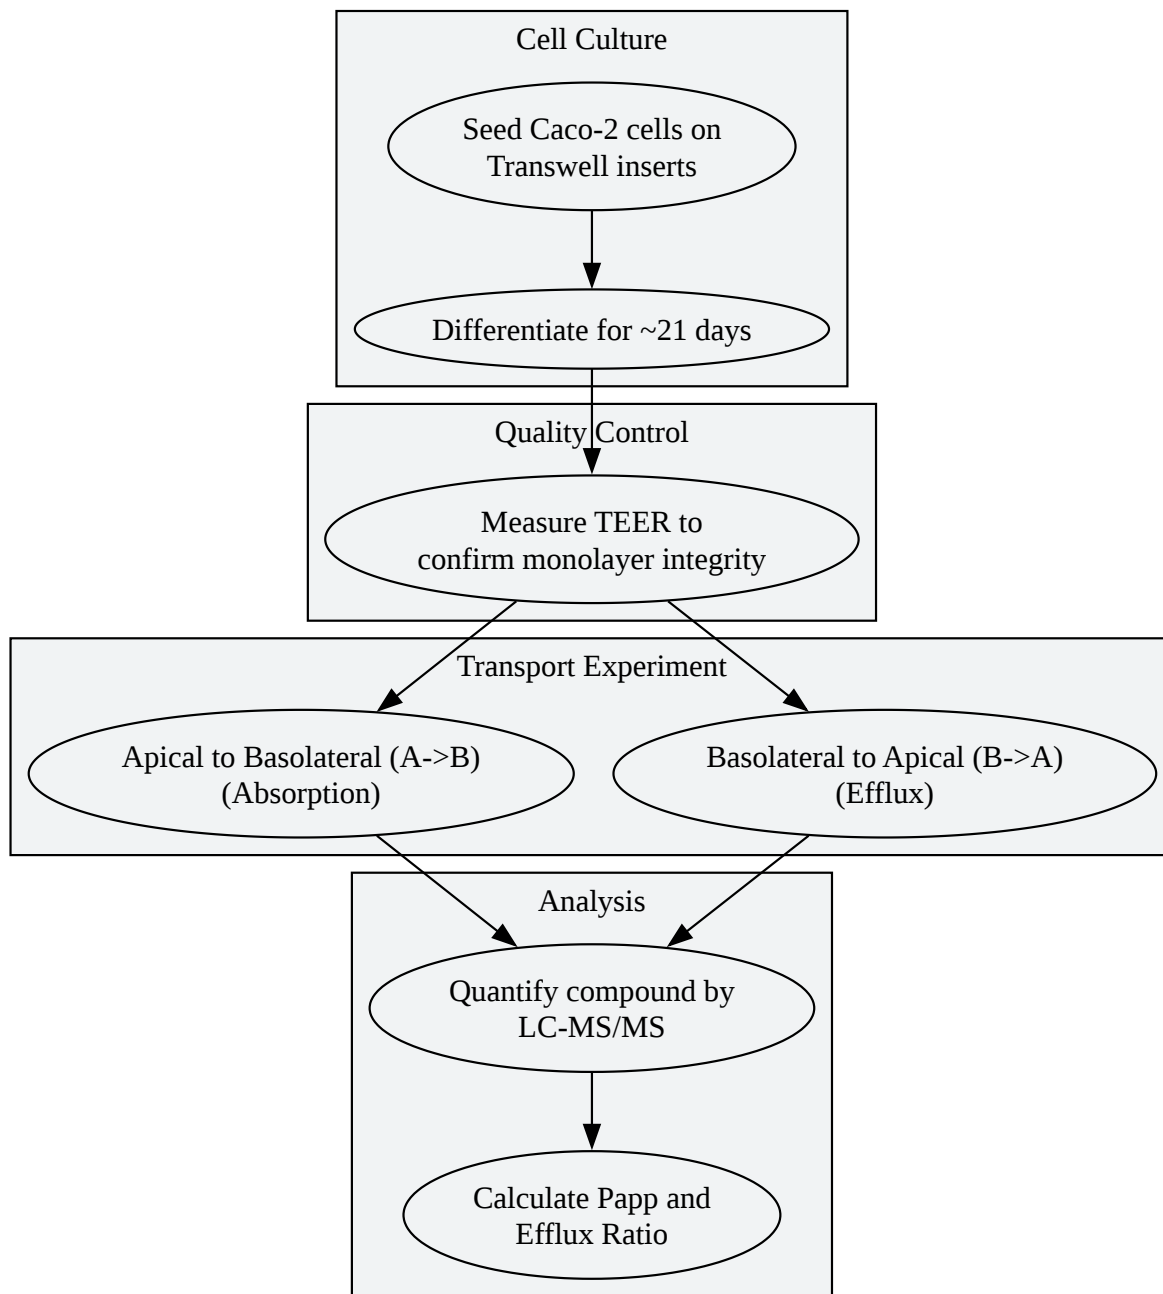 Cell Culture
Seed Caco-2 cells on
Transwell inserts
Differentiate for ~21 days
Quality Control
Measure TEER to
confirm monolayer integrity
Transport Experiment
Apical to Basolateral (A->B)
(Absorption)
Basolateral to Apical (B->A)
(Efflux)
Analysis
Quantify compound by
LC-MS/MS
Calculate Papp and
Efflux Ratio